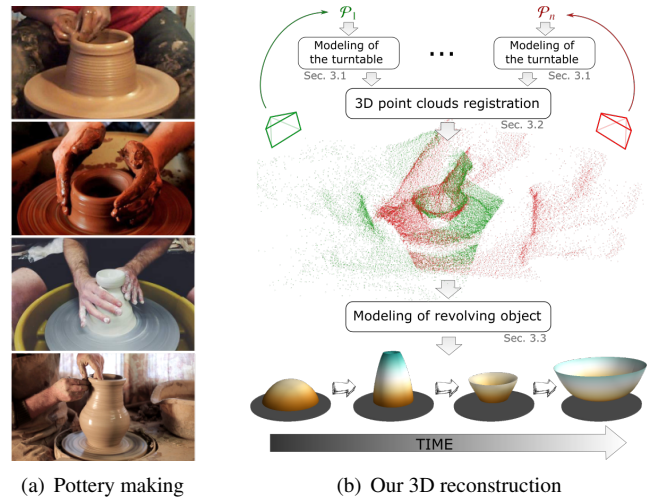 𝒫1
𝒫n
Modeling of
the turntable
...
Modeling of
the turntable
Sec. 3.1
Sec. 3.1
3D point clouds registration
Sec. 3.2
Modeling of revolving object
Sec. 3.3
TIME
(a) Pottery making
(b) Our 3D reconstruction